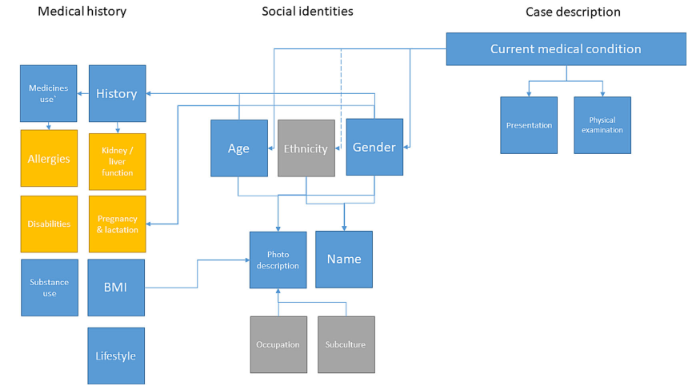 Medical history
Social identities
Case description
Current medical condition
Medicines
use`
History
Presentation
Physical
examination
Age
Ethnicity
Gender
Allergies
Kidney /
liver
function
Disabilities
Pregnancy
& lactation
Photo
description
Name
Substance
use
BMI
Occupation
Subculture
Lifestyle